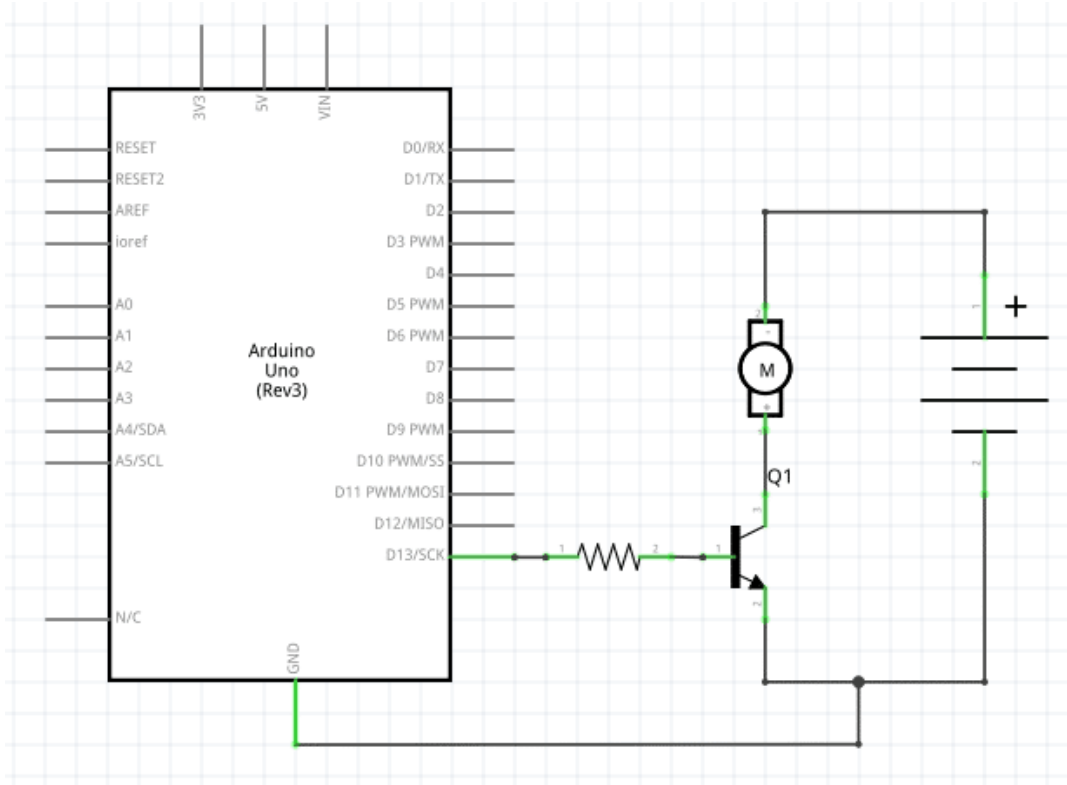 3V3
5V
VIN
RESET
RESET2
AREF
ioref
A0
A1
A2
A3
A4/SDA
A5/SCL
N/C
Arduino
Uno
(Rev3)
D0/RX
D1/TX
D2
D3 PWM
D4
D5 PWM
D6 PWM
D7
D8
D9 PWM
D10 PWM/SS
D11 PWM/MOSI
D12/MISO
D13/SCK
GND
1
2
1
Q1
3
2
2
-
M
+
1
+
2